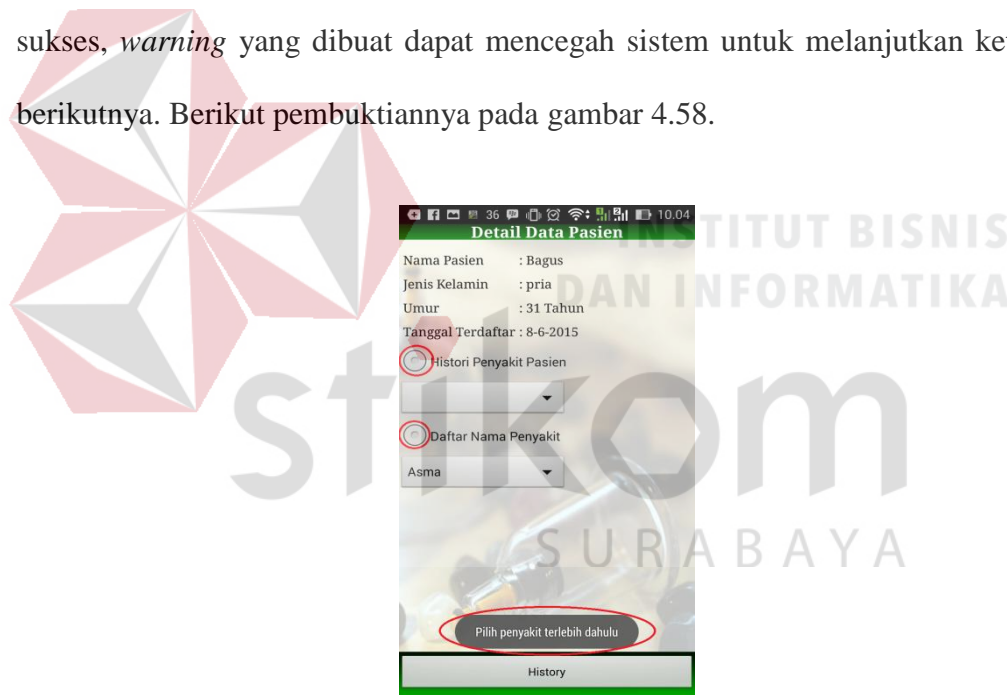 sukses, warning yang dibuat dapat mencegah sistem untuk melanjutkan ke
berikutnya. Berikut pembuktiannya pada gambar 4.58.
36 10.04
Detail Data Pasien
Nama Pasien : Bagus
Jenis Kelamin : pria
Umur : 31 Tahun
Tanggal Terdaftar : 8-6-2015
Histori Penyakit Pasien
Daftar Nama Penyakit
Asma
Pilih penyakit terlebih dahulu
History
INSTITUT BISNIS
DAN INFORMATIKA
stikom
SURABAYA